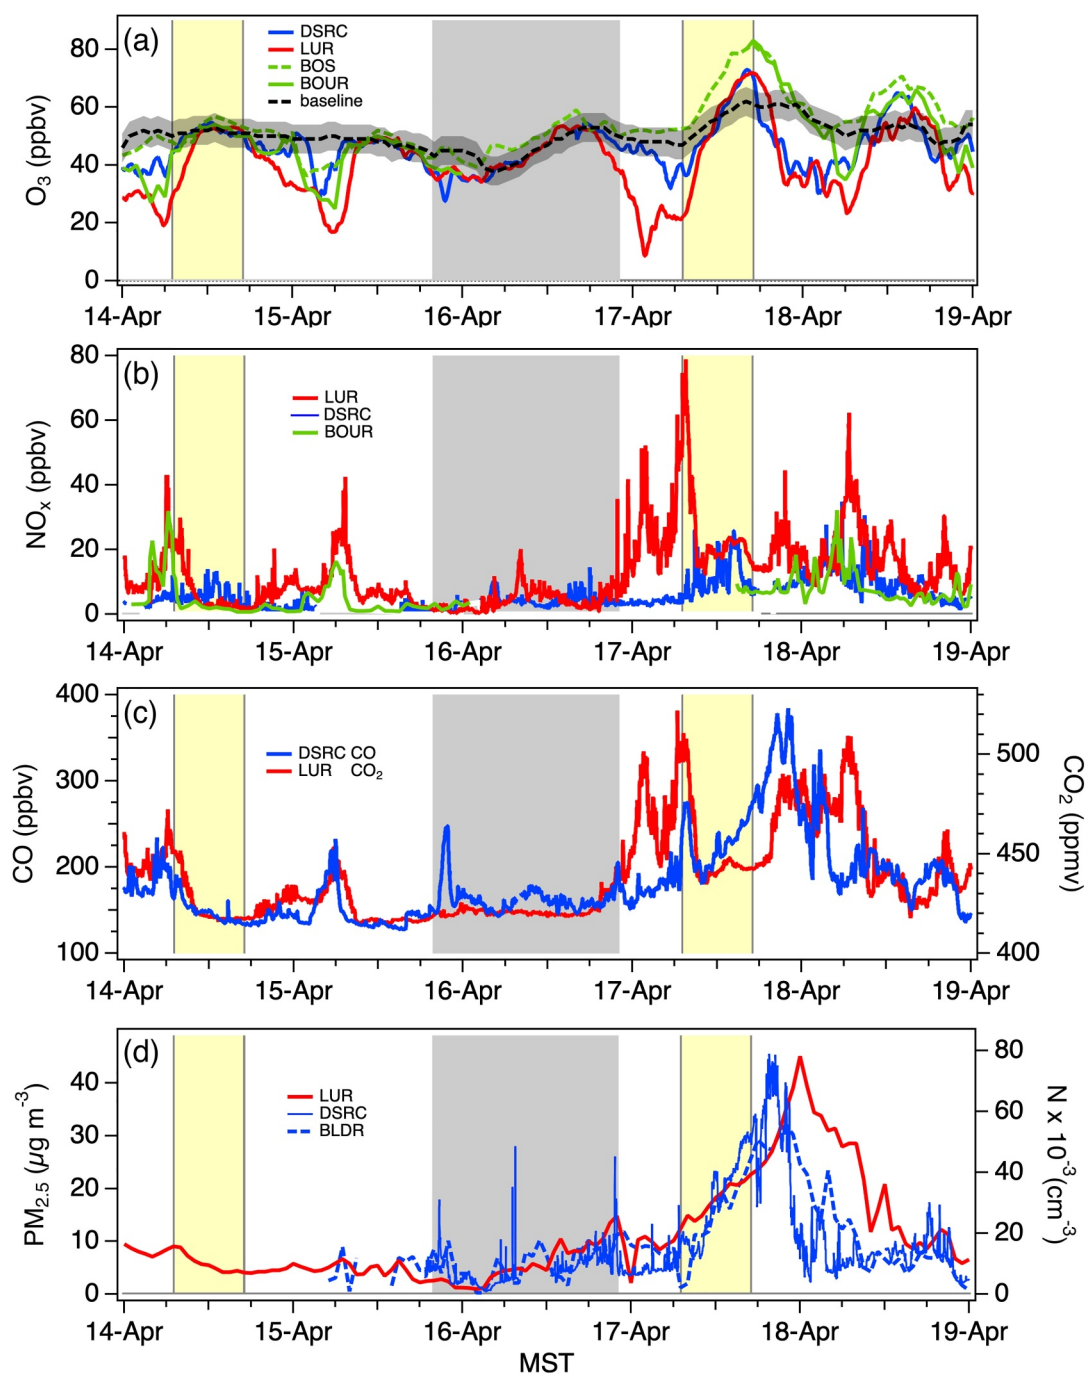 (a)
DSRC
LUR
BOS
BOUR
baseline
O3 (ppbv)
80
60
40
20
0
14-Apr 15-Apr 16-Apr 17-Apr 18-Apr 19-Apr
(b)
LUR
DSRC
BOUR
NOx (ppbv)
80
60
40
20
0
14-Apr 15-Apr 16-Apr 17-Apr 18-Apr 19-Apr
(c)
DSRC CO
LUR CO2
CO (ppbv)
400
300
200
100
500
450
400
CO2 (ppmv)
14-Apr 15-Apr 16-Apr 17-Apr 18-Apr 19-Apr
(d)
LUR
DSRC
BLDR
PM2.5 (µg m-3)
40
30
20
10
0
80
60
40
20
0
N x 10-3 (cm-3)
14-Apr 15-Apr 16-Apr 17-Apr 18-Apr 19-Apr
MST